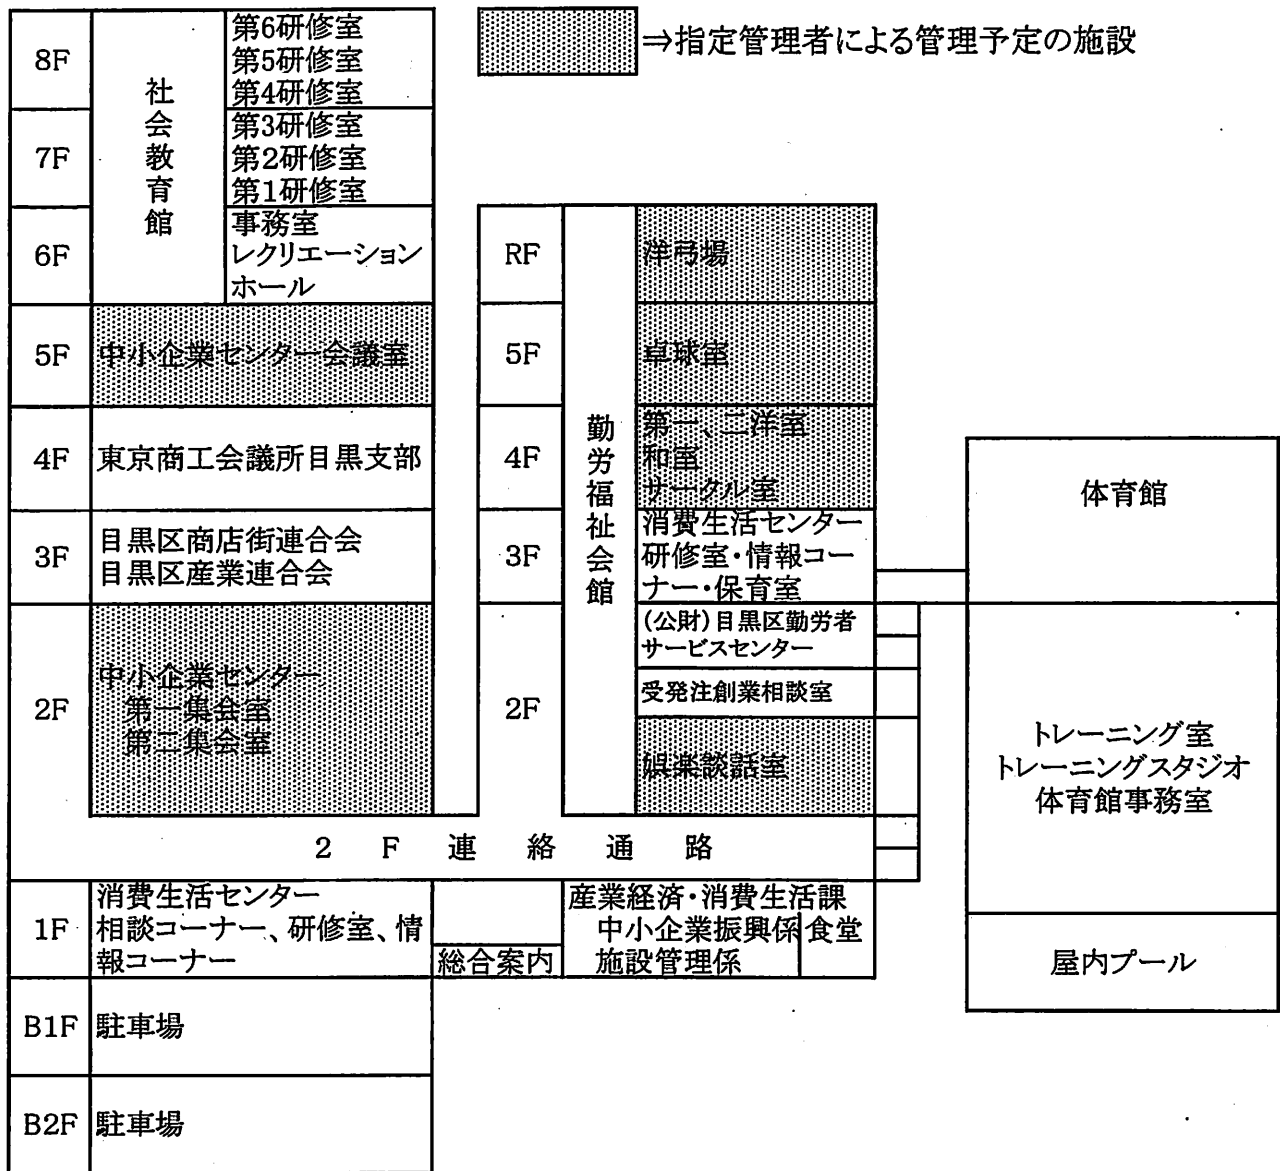 ⇒指定管理者による管理予定の施設
8F
社会教育館
第6研修室
第5研修室
第4研修室
7F
第3研修室
第2研修室
第1研修室
6F
事務室
レクリエーション
ホール
5F
中小企業センター会議室
4F
東京商工会議所目黒支部
3F
目黒区商店街連合会
目黒区産業連合会
2F
中小企業センター
第一集会室
第二集会室
RF
勤労福祉会館
洋弓場
5F
卓球室
4F
第一、二洋室
和室
サークル室
3F
消費生活センター
研修室・情報コー
ナー・保育室
2F
(公財)目黒区勤労者
サービスセンター
受発注創業相談室
娯楽談話室
2F連絡通路
1F
消費生活センター
相談コーナー、研修室、情
報コーナー
総合案内
産業経済・消費生活課
中小企業振興係
施設管理係
食堂
B1F
駐車場
B2F
駐車場
体育館
トレーニング室
トレーニングスタジオ
体育館事務室
屋内プール